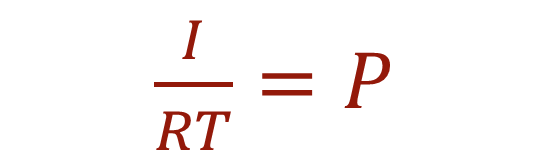 I
RT = P